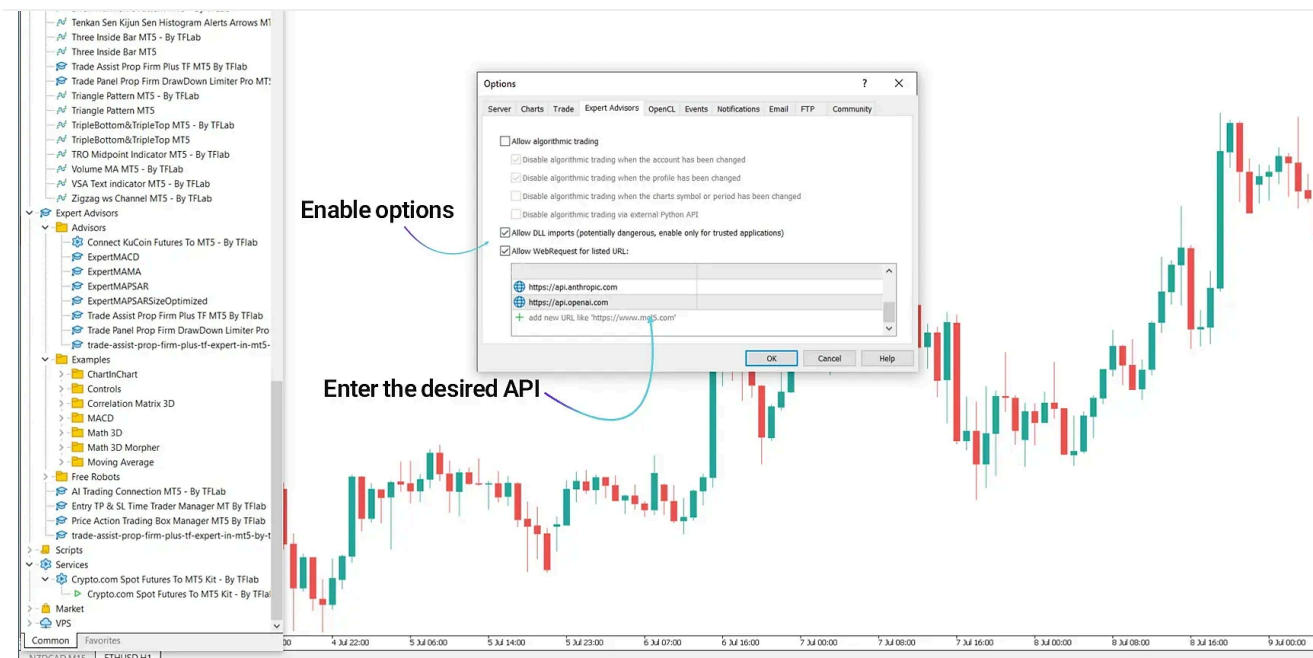 Tenkan Sen Kijun Sen Histogram Alerts Arrows MT
Three Inside Bar MT5 - By TFLab
Three Inside Bar MT5
Trade Assist Prop Firm Plus TF MT5 By TFlab
Trade Panel Prop Firm DrawDown Limiter Pro MT5
Triangle Pattern MT5 - By TFLab
Triangle Pattern MT5
TripleBottom&TripleTop MT5 - By TFLab
TripleBottom&TripleTop MT5
TRO Midpoint Indicator MT5 - By TFLab
Volume MA MT5 - By TFLab
VSA Text indicator MT5 - By TFLab
Zigzag ws Channel MT5 - By TFLab
Expert Advisors
Advisors
Connect KuCoin Futures To MT5 - By TFlab
ExpertMACD
ExpertMAMA
ExpertMAPSAR
ExpertMAPSARSizeOptimized
Trade Assist Prop Firm Plus TF MT5 By TFlab
Trade Panel Prop Firm DrawDown Limiter Pro
trade-assist-prop-firm-plus-tf-expert-in-mt5-
Examples
ChartInChart
Controls
Correlation Matrix 3D
MACD
Math 3D
Math 3D Morpher
Moving Average
Free Robots
AI Trading Connection MT5 - By TFLab
Entry TP & SL Time Trader Manager MT By TFLab
Price Action Trading Box Manager MT5 By TFLab
trade-assist-prop-firm-plus-tf-expert-in-mt5-by-t
Scripts
Services
Crypto.com Spot Futures To MT5 Kit - By TFLab
Crypto.com Spot Futures To MT5 Kit - By TFLa
Market
VPS
Common Favorites
NZDCAD,M15 ETHUSD,H1
Options ?
Server Charts Trade Expert Advisors OpenCL Events Notifications Email FTP Community
Allow algorithmic trading
Disable algorithmic trading when the account has been changed
Disable algorithmic trading when the profile has been changed
Disable algorithmic trading when the charts symbol or period has been changed
Disable algorithmic trading via external Python API
Allow DLL imports (potentially dangerous, enable only for trusted applications)
Allow WebRequest for listed URL:
https://api.anthropic.com
https://api.openai.com
add new URL like 'https://www.mql5.com'
OK Cancel Help
Enable options
Enter the desired API
:00 4 Jul 22:00 5 Jul 06:00 5 Jul 14:00 5 Jul 23:00 6 Jul 07:00 6 Jul 16:00 7 Jul 00:00 7 Jul 08:00 7 Jul 16:00 8 Jul 00:00 8 Jul 08:00 8 Jul 16:00 9 Jul 00:00